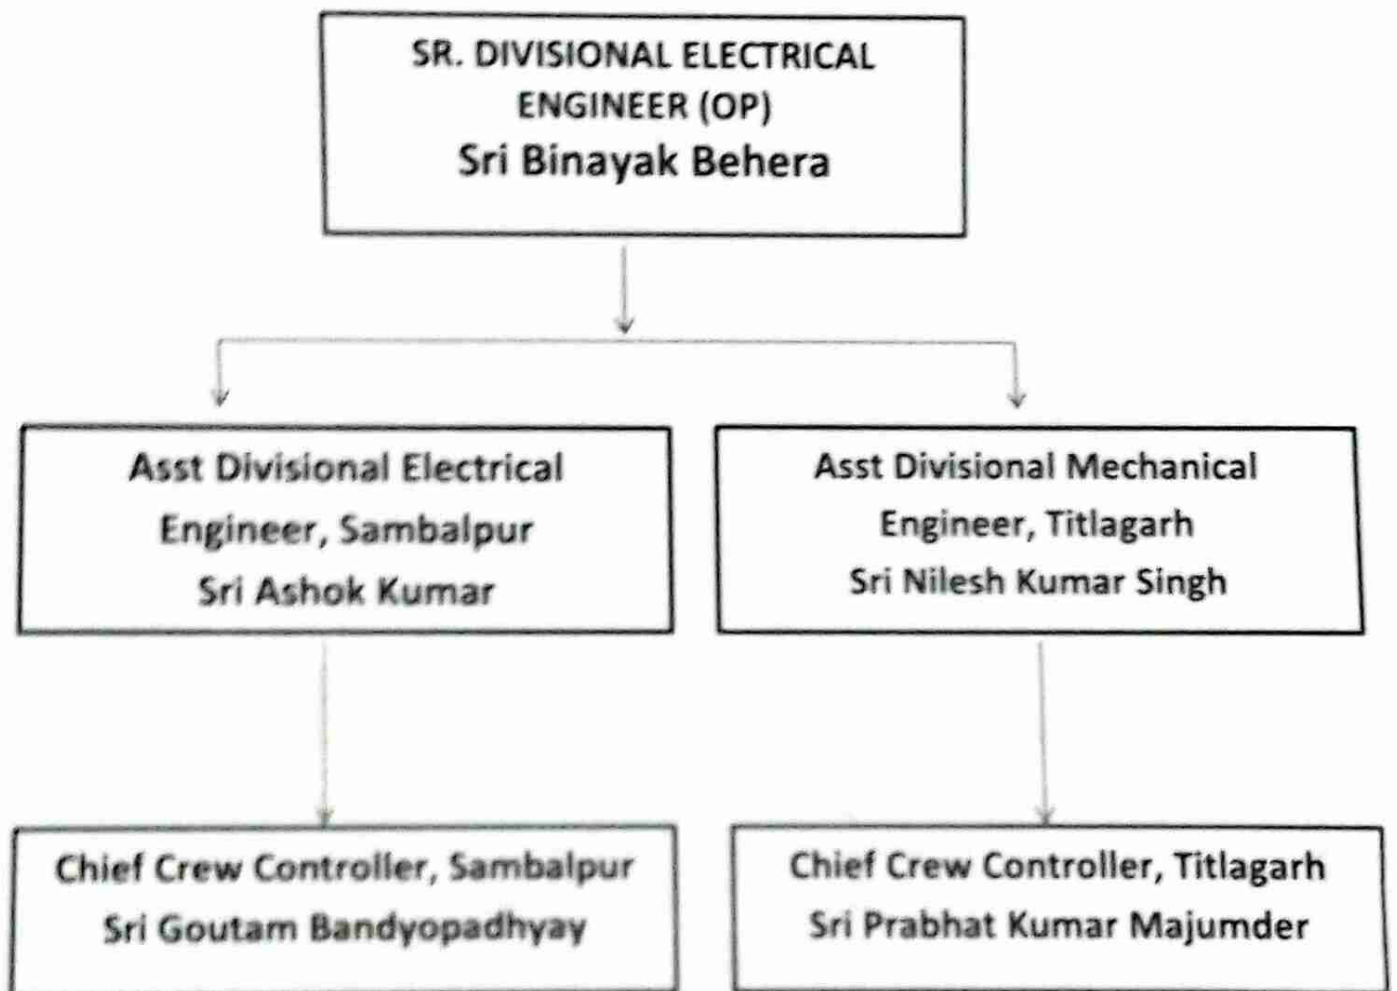 SR. DIVISIONAL ELECTRICAL
ENGINEER (OP)
Sri Binayak Behera
Asst Divisional Electrical
Engineer, Sambalpur
Sri Ashok Kumar
Asst Divisional Mechanical
Engineer, Titlagarh
Sri Nilesh Kumar Singh
Chief Crew Controller, Sambalpur
Sri Goutam Bandyopadhyay
Chief Crew Controller, Titlagarh
Sri Prabhat Kumar Majumder